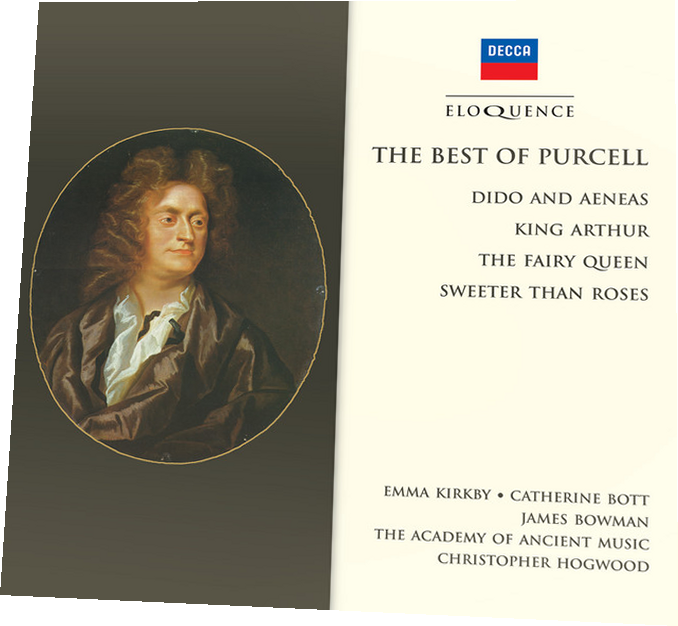 DECCA
ELOQUENCE
THE BEST OF PURCELL
DIDO AND AENEAS
KING ARTHUR
THE FAIRY QUEEN
SWEETER THAN ROSES
EMMA KIRKBY • CATHERINE BOTT
JAMES BOWMAN
THE ACADEMY OF ANCIENT MUSIC
CHRISTOPHER HOGWOOD